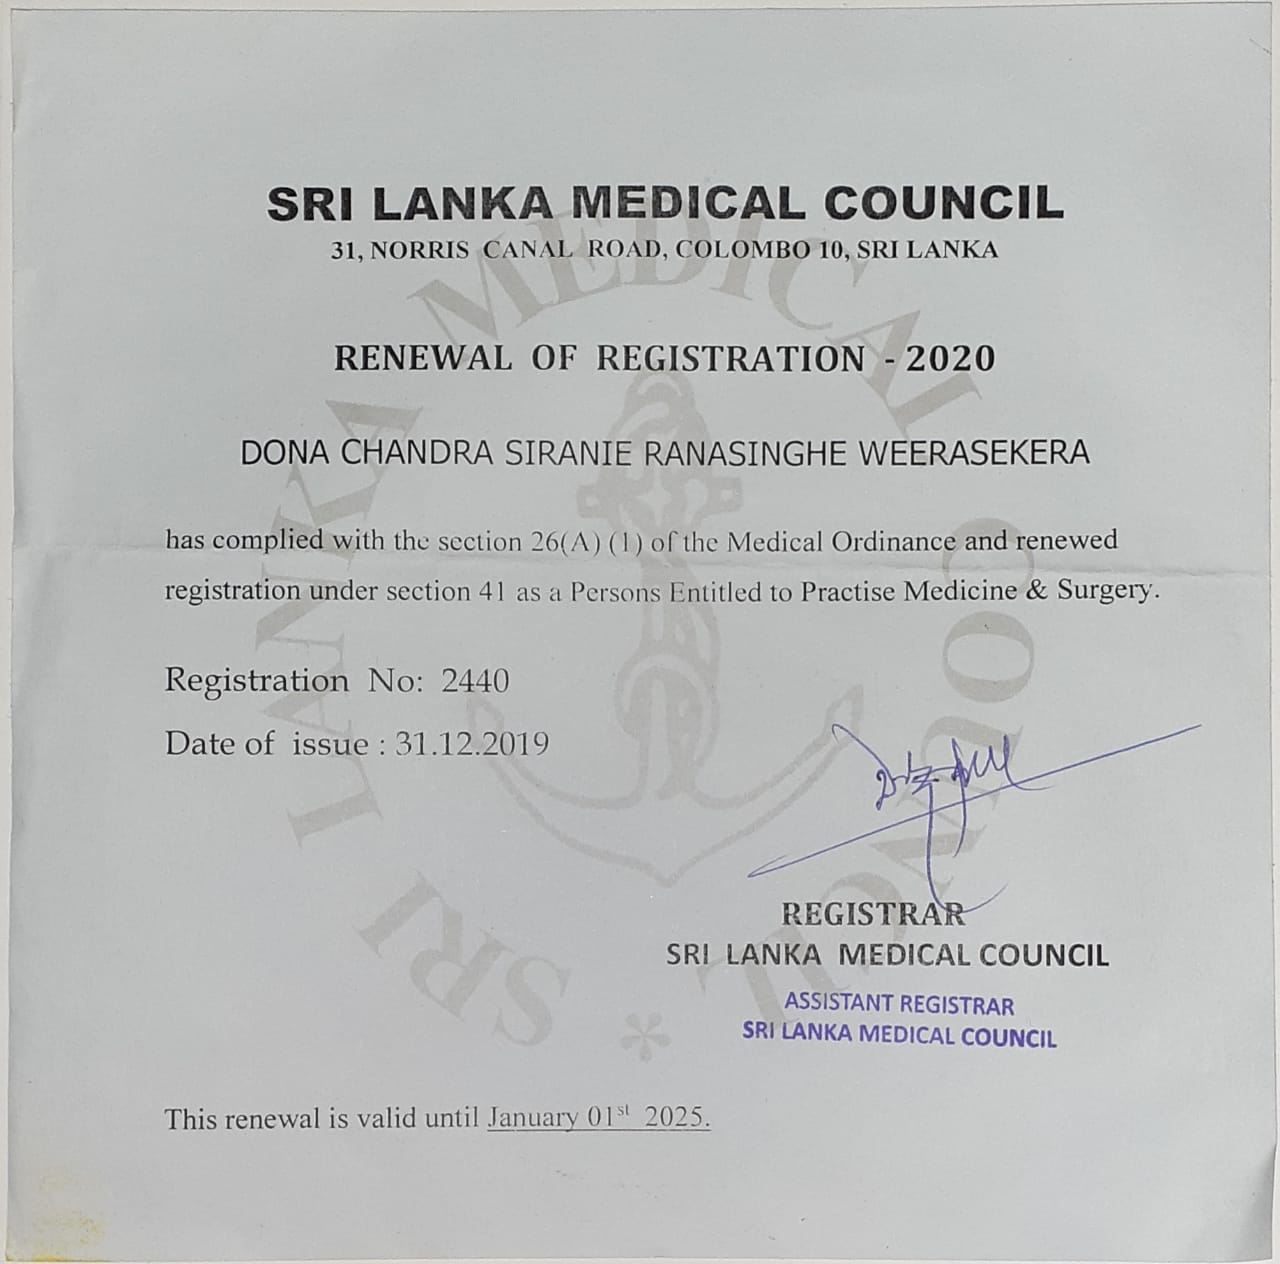 SRI LANKA MEDICAL COUNCIL
31, NORRIS CANAL ROAD, COLOMBO 10, SRI LANKA
RENEWAL OF REGISTRATION - 2020
DONA CHANDRA SIRANIE RANASINGHE WEERASEKERA
has complied with the section 26(A) (1) of the Medical Ordinance and renewed
registration under section 41 as a Persons Entitled to Practise Medicine & Surgery.
Registration No: 2440
Date of issue : 31.12.2019
REGISTRAR
SRI LANKA MEDICAL COUNCIL
ASSISTANT REGISTRAR
SRI LANKA MEDICAL COUNCIL
This renewal is valid until January 01st 2025.
SRI LANKA MEDICAL COUNCIL *